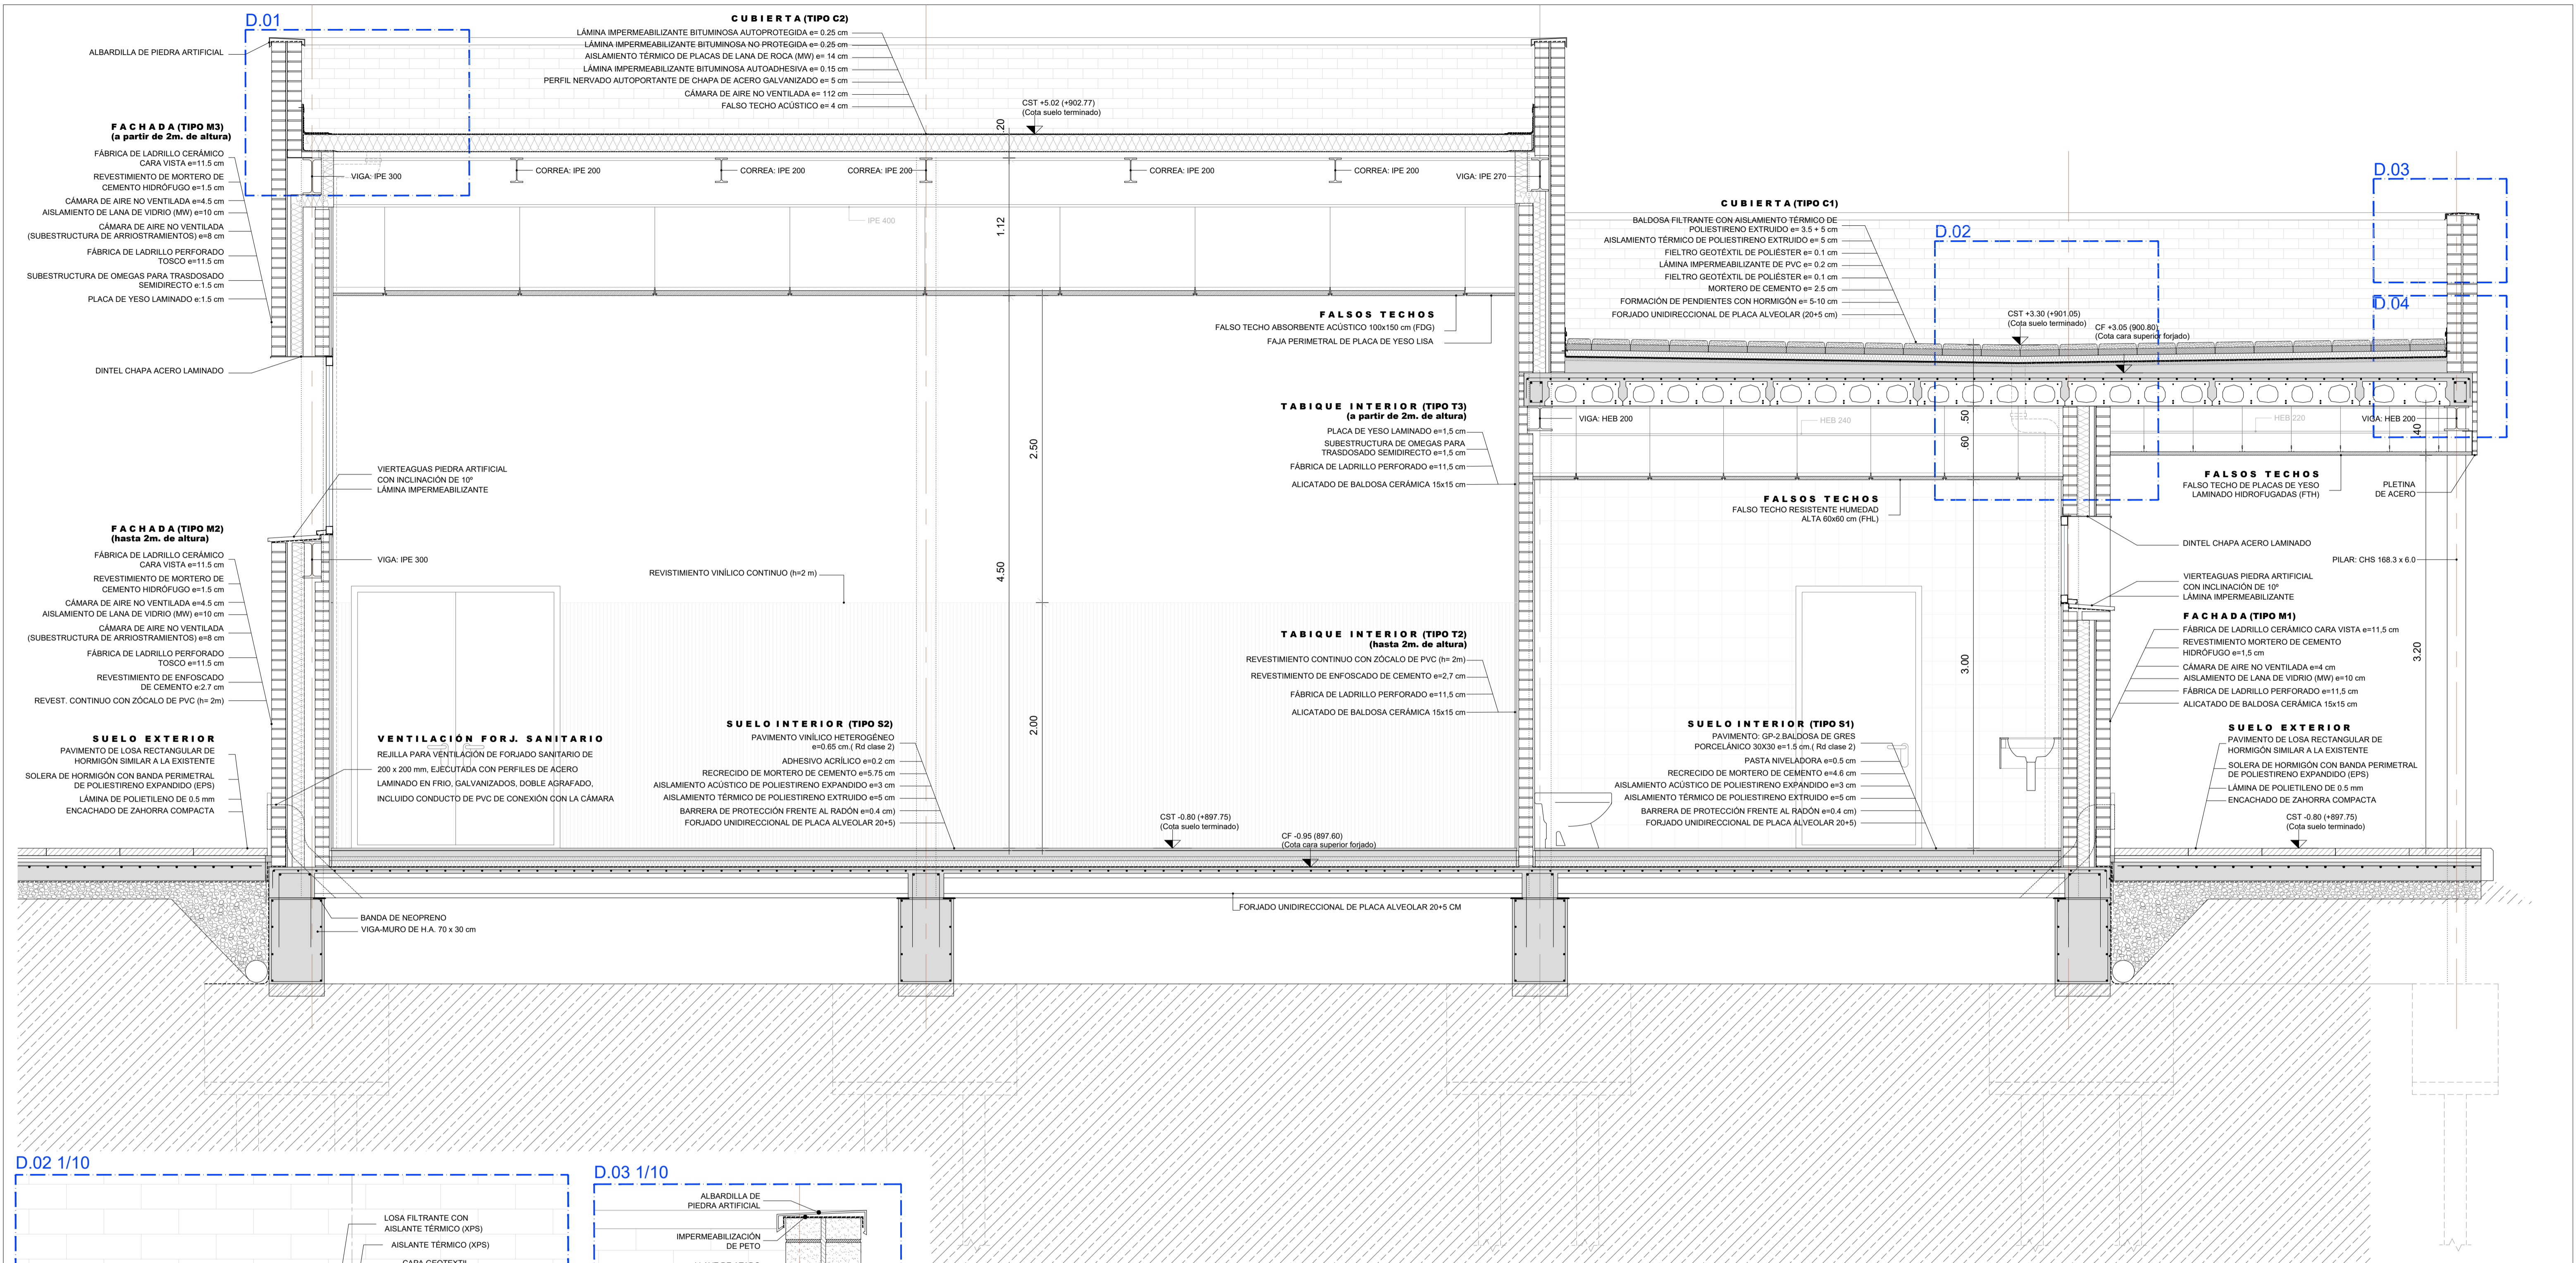 D.01
ALBARDILLA DE PIEDRA ARTIFICIAL
C U B I E R T A (TIPO C2)
LÁMINA IMPERMEABILIZANTE BITUMINOSA AUTOPROTEGIDA e= 0.25 cm
LÁMINA IMPERMEABILIZANTE BITUMINOSA NO PROTEGIDA e= 0.25 cm
AISLAMIENTO TÉRMICO DE PLACAS DE LANA DE ROCA (MW) e= 14 cm
LÁMINA IMPERMEABILIZANTE BITUMINOSA AUTOADHESIVA e= 0.15 cm
PERFIL NERVADO AUTOPORTANTE DE CHAPA DE ACERO GALVANIZADO e= 5 cm
CÁMARA DE AIRE NO VENTILADA e= 112 cm
FALSO TECHO ACÚSTICO e= 4 cm
CST +5.02 (+902.77)
(Cota suelo terminado)
.20
F A C H A D A (TIPO M3)
(a partir de 2m. de altura)
FÁBRICA DE LADRILLO CERÁMICO
CARA VISTA e=11.5 cm
REVESTIMIENTO DE MORTERO DE
CEMENTO HIDRÓFUGO e=1.5 cm
CÁMARA DE AIRE NO VENTILADA e=4.5 cm
AISLAMIENTO DE LANA DE VIDRIO (MW) e=10 cm
CÁMARA DE AIRE NO VENTILADA
(SUBESTRUCTURA DE ARRIOSTRAMIENTOS) e=8 cm
FÁBRICA DE LADRILLO PERFORADO
TOSCO e=11.5 cm
SUBESTRUCTURA DE OMEGAS PARA TRASDOSADO
SEMIDIRECTO e:1.5 cm
PLACA DE YESO LAMINADO e:1.5 cm
DINTEL CHAPA ACERO LAMINADO
VIGA: IPE 300
CORREA: IPE 200
CORREA: IPE 200
CORREA: IPE 200
CORREA: IPE 200
CORREA: IPE 200
VIGA: IPE 270
IPE 400
1.12
F A L S O S T E C H O S
FALSO TECHO ABSORBENTE ACÚSTICO 100x150 cm (FDG)
FAJA PERIMETRAL DE PLACA DE YESO LISA
C U B I E R T A (TIPO C1)
BALDOSA FILTRANTE CON AISLAMIENTO TÉRMICO DE
POLIESTIRENO EXTRUIDO e= 3.5 + 5 cm
AISLAMIENTO TÉRMICO DE POLIESTIRENO EXTRUIDO e= 5 cm
FIELTRO GEOTÉXTIL DE POLIÉSTER e= 0.1 cm
LÁMINA IMPERMEABILIZANTE DE PVC e= 0.2 cm
FIELTRO GEOTÉXTIL DE POLIÉSTER e= 0.1 cm
MORTERO DE CEMENTO e= 2.5 cm
FORMACIÓN DE PENDIENTES CON HORMIGÓN e= 5-10 cm
FORJADO UNIDIRECCIONAL DE PLACA ALVEOLAR (20+5 cm)
D.02
D.03
D.04
CST +3.30 (+901.05)
(Cota suelo terminado)
CF +3.05 (900.80)
(Cota cara superior forjado)
VIGA: HEB 200
HEB 240
.50
.60
HEB 220
VIGA: HEB 200
.40
T A B I Q U E I N T E R I O R (TIPO T3)
(a partir de 2m. de altura)
PLACA DE YESO LAMINADO e=1,5 cm
SUBESTRUCTURA DE OMEGAS PARA
TRASDOSADO SEMIDIRECTO e=1,5 cm
FÁBRICA DE LADRILLO PERFORADO e=11,5 cm
ALICATADO DE BALDOSA CERÁMICA 15x15 cm
2.50
F A L S O S T E C H O S
FALSO TECHO RESISTENTE HUMEDAD
ALTA 60x60 cm (FHL)
F A L S O S T E C H O S
FALSO TECHO DE PLACAS DE YESO
LAMINADO HIDROFUGADAS (FTH)
PLETINA
DE ACERO
VIERTEAGUAS PIEDRA ARTIFICIAL
CON INCLINACIÓN DE 10º
LÁMINA IMPERMEABILIZANTE
F A C H A D A (TIPO M2)
(hasta 2m. de altura)
FÁBRICA DE LADRILLO CERÁMICO
CARA VISTA e=11.5 cm
REVESTIMIENTO DE MORTERO DE
CEMENTO HIDRÓFUGO e=1.5 cm
CÁMARA DE AIRE NO VENTILADA e=4.5 cm
AISLAMIENTO DE LANA DE VIDRIO (MW) e=10 cm
CÁMARA DE AIRE NO VENTILADA
(SUBESTRUCTURA DE ARRIOSTRAMIENTOS) e=8 cm
FÁBRICA DE LADRILLO PERFORADO
TOSCO e=11.5 cm
REVESTIMIENTO DE ENFOSCADO
DE CEMENTO e:2.7 cm
REVEST. CONTINUO CON ZÓCALO DE PVC (h= 2m)
VIGA: IPE 300
REVISTIMIENTO VINÍLICO CONTINUO (h=2 m)
4.50
DINTEL CHAPA ACERO LAMINADO
PILAR: CHS 168.3 x 6.0
VIERTEAGUAS PIEDRA ARTIFICIAL
CON INCLINACIÓN DE 10º
LÁMINA IMPERMEABILIZANTE
F A C H A D A (TIPO M1)
FÁBRICA DE LADRILLO CERÁMICO CARA VISTA e=11,5 cm
REVESTIMIENTO MORTERO DE CEMENTO
HIDRÓFUGO e=1,5 cm
CÁMARA DE AIRE NO VENTILADA e=4 cm
AISLAMIENTO DE LANA DE VIDRIO (MW) e=10 cm
FÁBRICA DE LADRILLO PERFORADO e=11,5 cm
ALICATADO DE BALDOSA CERÁMICA 15x15 cm
3.20
T A B I Q U E I N T E R I O R (TIPO T2)
(hasta 2m. de altura)
REVESTIMIENTO CONTINUO CON ZÓCALO DE PVC (h= 2m)
REVESTIMIENTO DE ENFOSCADO DE CEMENTO e=2,7 cm
FÁBRICA DE LADRILLO PERFORADO e=11,5 cm
ALICATADO DE BALDOSA CERÁMICA 15x15 cm
3.00
2.00
S U E L O E X T E R I O R
PAVIMENTO DE LOSA RECTANGULAR DE
HORMIGÓN SIMILAR A LA EXISTENTE
SOLERA DE HORMIGÓN CON BANDA PERIMETRAL
DE POLIESTIRENO EXPANDIDO (EPS)
LÁMINA DE POLIETILENO DE 0.5 mm
ENCACHADO DE ZAHORRA COMPACTA
V E N T I L A C I Ó N F O R J. S A N I T A R I O
REJILLA PARA VENTILACIÓN DE FORJADO SANITARIO DE
200 x 200 mm, EJECUTADA CON PERFILES DE ACERO
LAMINADO EN FRIO, GALVANIZADOS, DOBLE AGRAFADO,
INCLUIDO CONDUCTO DE PVC DE CONEXIÓN CON LA CÁMARA
S U E L O I N T E R I O R (TIPO S2)
PAVIMENTO VINÍLICO HETEROGÉNEO
e=0.65 cm.( Rd clase 2)
ADHESIVO ACRÍLICO e=0.2 cm
RECRECIDO DE MORTERO DE CEMENTO e=5.75 cm
AISLAMIENTO ACÚSTICO DE POLIESTIRENO EXPANDIDO e=3 cm
AISLAMIENTO TÉRMICO DE POLIESTIRENO EXTRUIDO e=5 cm
BARRERA DE PROTECCIÓN FRENTE AL RADÓN e=0.4 cm)
FORJADO UNIDIRECCIONAL DE PLACA ALVEOLAR 20+5)
CST -0.80 (+897.75)
(Cota suelo terminado)
CF -0.95 (897.60)
(Cota cara superior forjado)
S U E L O I N T E R I O R (TIPO S1)
PAVIMENTO: GP-2.BALDOSA DE GRES
PORCELÁNICO 30X30 e=1.5 cm.( Rd clase 2)
PASTA NIVELADORA e=0.5 cm
RECRECIDO DE MORTERO DE CEMENTO e=4.6 cm
AISLAMIENTO ACÚSTICO DE POLIESTIRENO EXPANDIDO e=3 cm
AISLAMIENTO TÉRMICO DE POLIESTIRENO EXTRUIDO e=5 cm
BARRERA DE PROTECCIÓN FRENTE AL RADÓN e=0.4 cm)
FORJADO UNIDIRECCIONAL DE PLACA ALVEOLAR 20+5)
S U E L O E X T E R I O R
PAVIMENTO DE LOSA RECTANGULAR DE
HORMIGÓN SIMILAR A LA EXISTENTE
SOLERA DE HORMIGÓN CON BANDA PERIMETRAL
DE POLIESTIRENO EXPANDIDO (EPS)
LÁMINA DE POLIETILENO DE 0.5 mm
ENCACHADO DE ZAHORRA COMPACTA
CST -0.80 (+897.75)
(Cota suelo terminado)
BANDA DE NEOPRENO
VIGA-MURO DE H.A. 70 x 30 cm
FORJADO UNIDIRECCIONAL DE PLACA ALVEOLAR 20+5 CM
D.02 1/10
LOSA FILTRANTE CON
AISLANTE TÉRMICO (XPS)
AISLANTE TÉRMICO (XPS)
CAPA GEOTEXTIL
D.03 1/10
ALBARDILLA DE
PIEDRA ARTIFICIAL
IMPERMEABILIZACIÓN
DE PETO